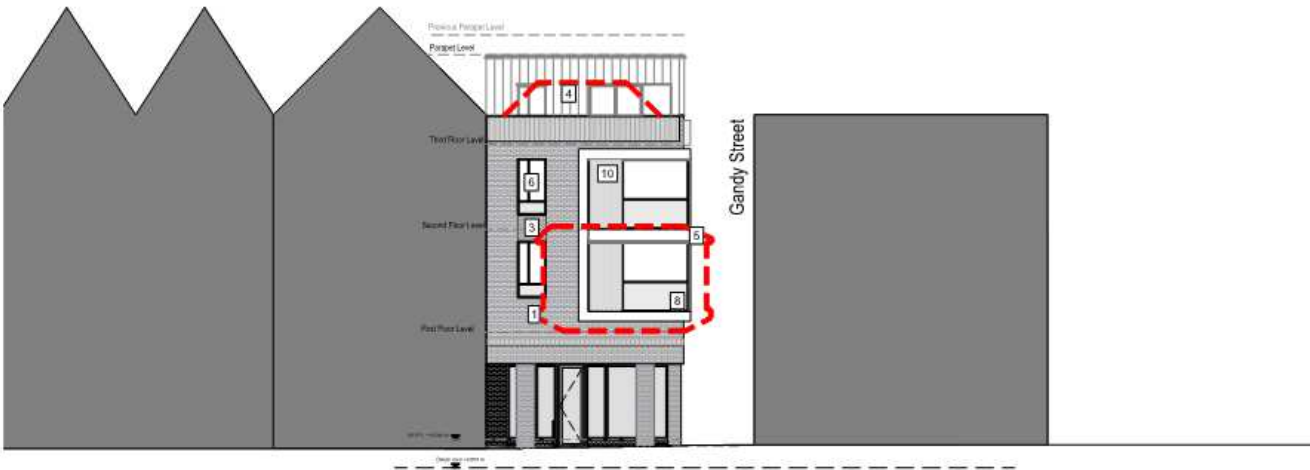 Previous Parapet Level
Parapet Level
4
Third Floor Level
Gandy Street
6
10
Second Floor Level
3
5
8
1
First Floor Level